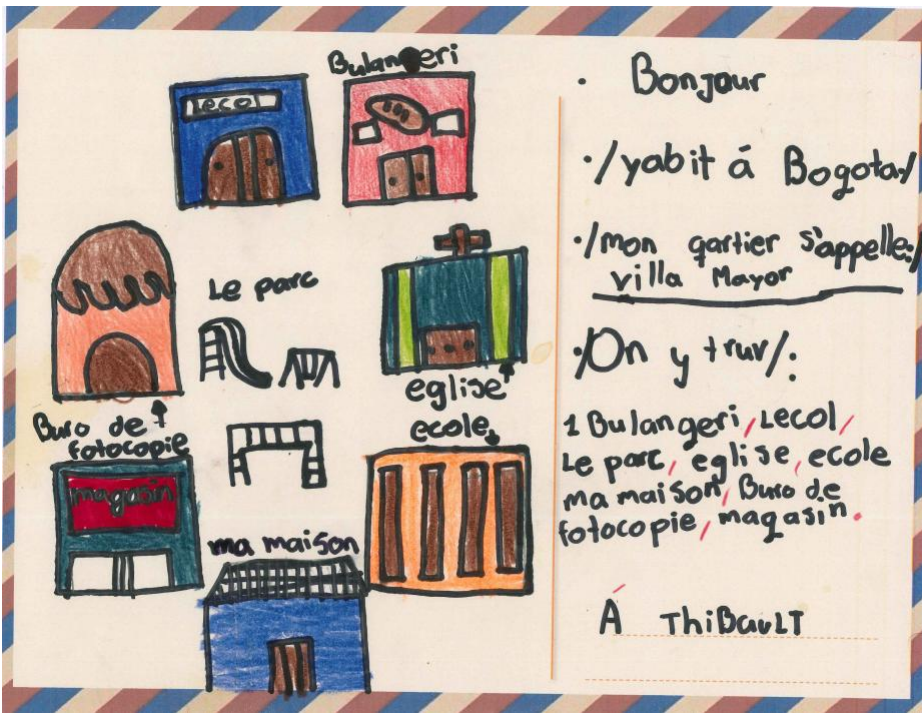 Bulangeri
Lecol
Le parc
eglise
Buro de
fotocopie
ecole
magasin
ma maison
· Bonjour
·/yabit á Bogota/
·/mon qartier s'appelle:/
villa Mayor
·/On y truv/:
1 Bulangeri, Lecol,
Le parc, eglise, ecole
ma maison, Buro de
fotocopie, magasin.
Á ThiBauLT